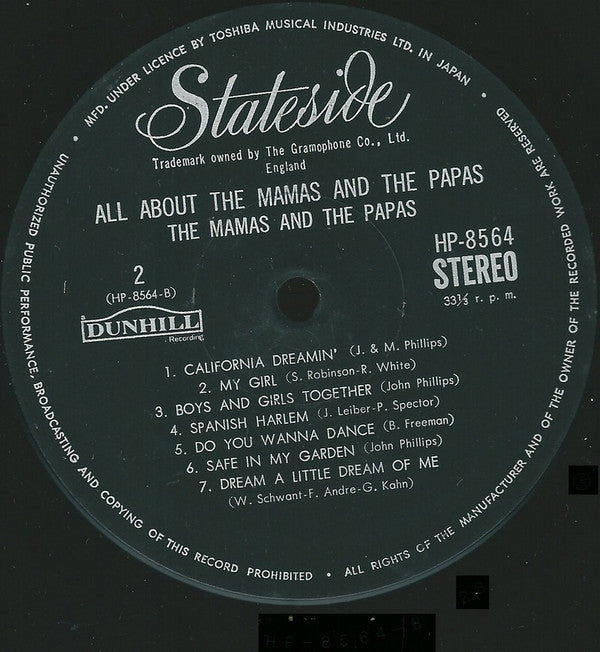 MFD. UNDER LICENCE BY TOSHIBA MUSICAL INDUSTRIES LTD. IN JAPAN
Stateside
Trademark owned by The Gramophone Co., Ltd.
England
ALL ABOUT THE MAMAS AND THE PAPAS
THE MAMAS AND THE PAPAS
HP-8564
STEREO
33⅓ r. p. m.
2
(HP-8564-B)
a
DUNHILL
Recording
1. CALIFORNIA DREAMIN' (J. & M. Phillips)
2. MY GIRL (S. Robinson-R. White)
3. BOYS AND GIRLS TOGETHER (John Phillips)
4. SPANISH HARLEM (J. Leiber-P. Spector)
5. DO YOU WANNA DANCE (B. Freeman)
6. SAFE IN MY GARDEN (John Phillips)
7. DREAM A LITTLE DREAM OF ME
(W. Schwant-F. Andre-G. Kahn)
UNAUTHORIZED PUBLIC PERFORMANCE, BROADCASTING AND COPYING OF THIS RECORD PROHIBITED
• ALL RIGHTS OF THE MANUFACTURER AND OF THE OWNER OF THE RECORDED WORK ARE RESERVED •
HP-8564 B